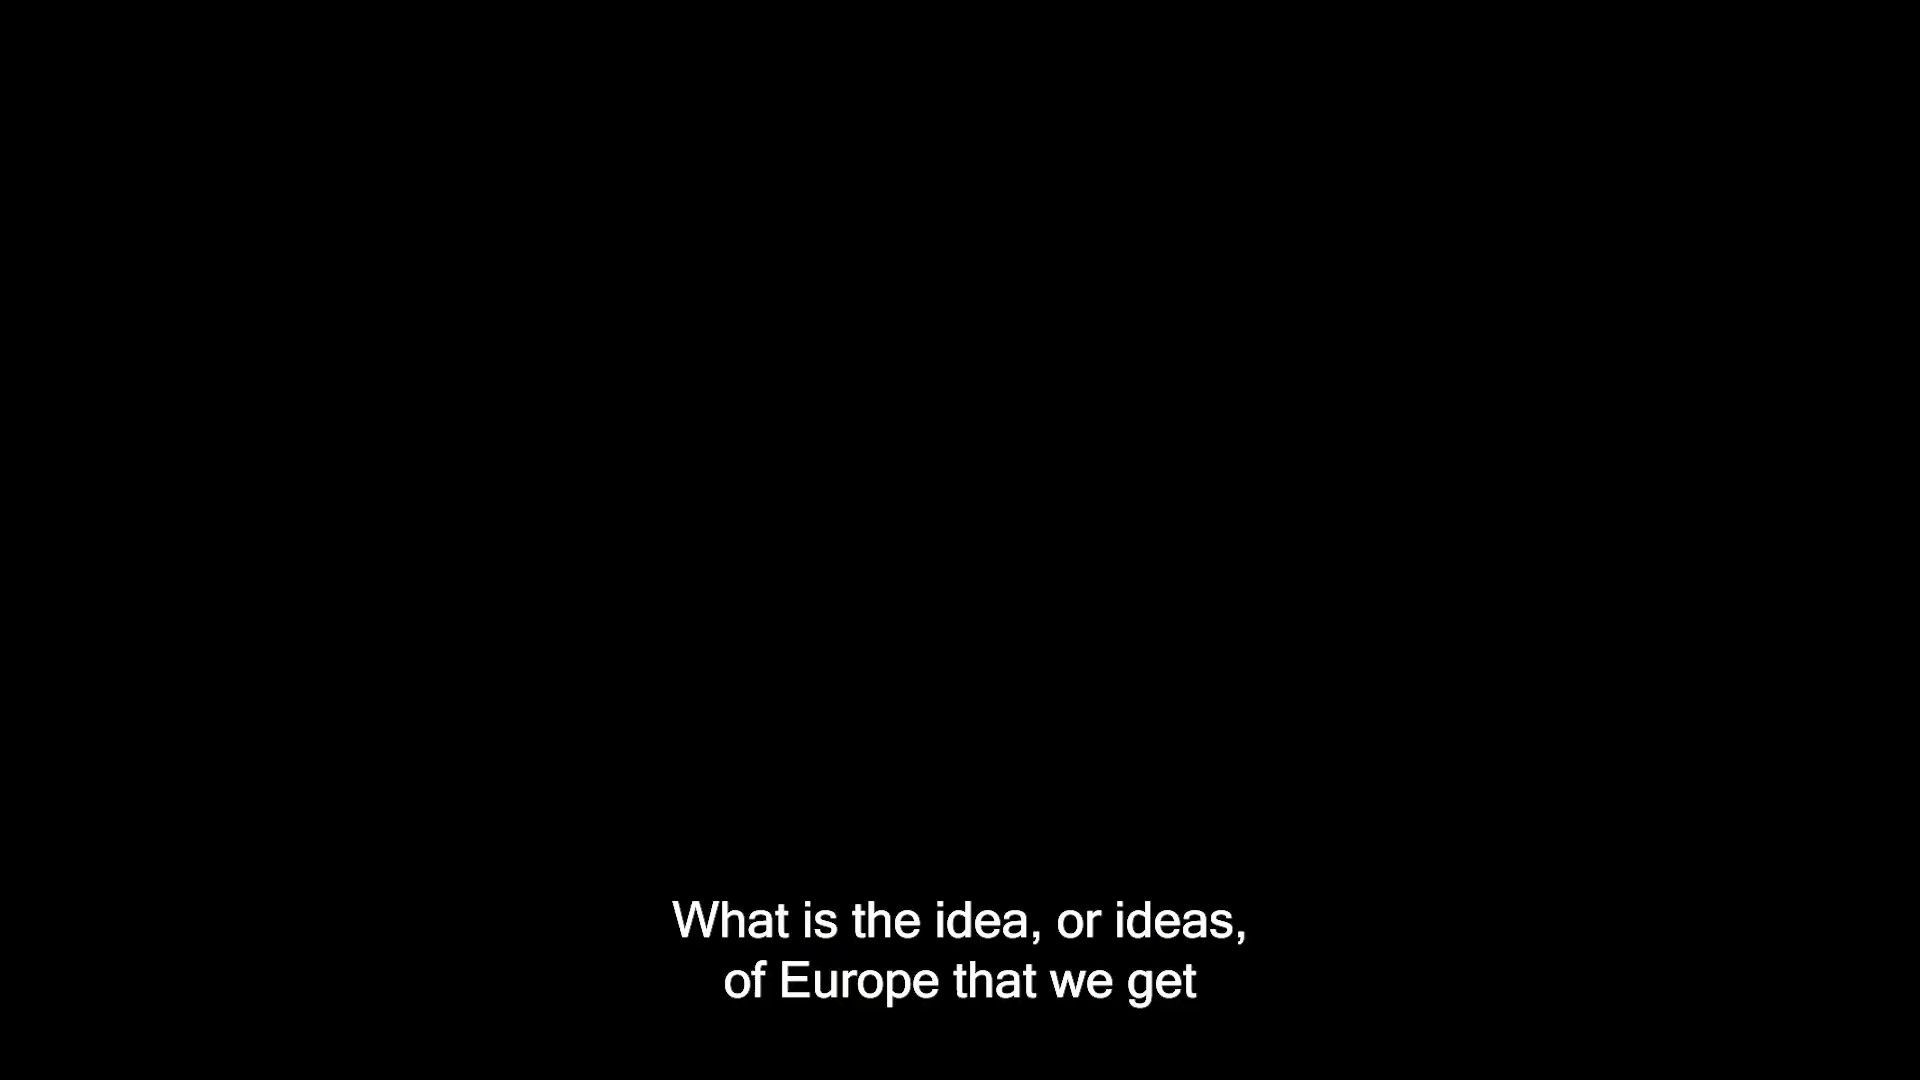 What is the idea, or ideas,
of Europe that we get